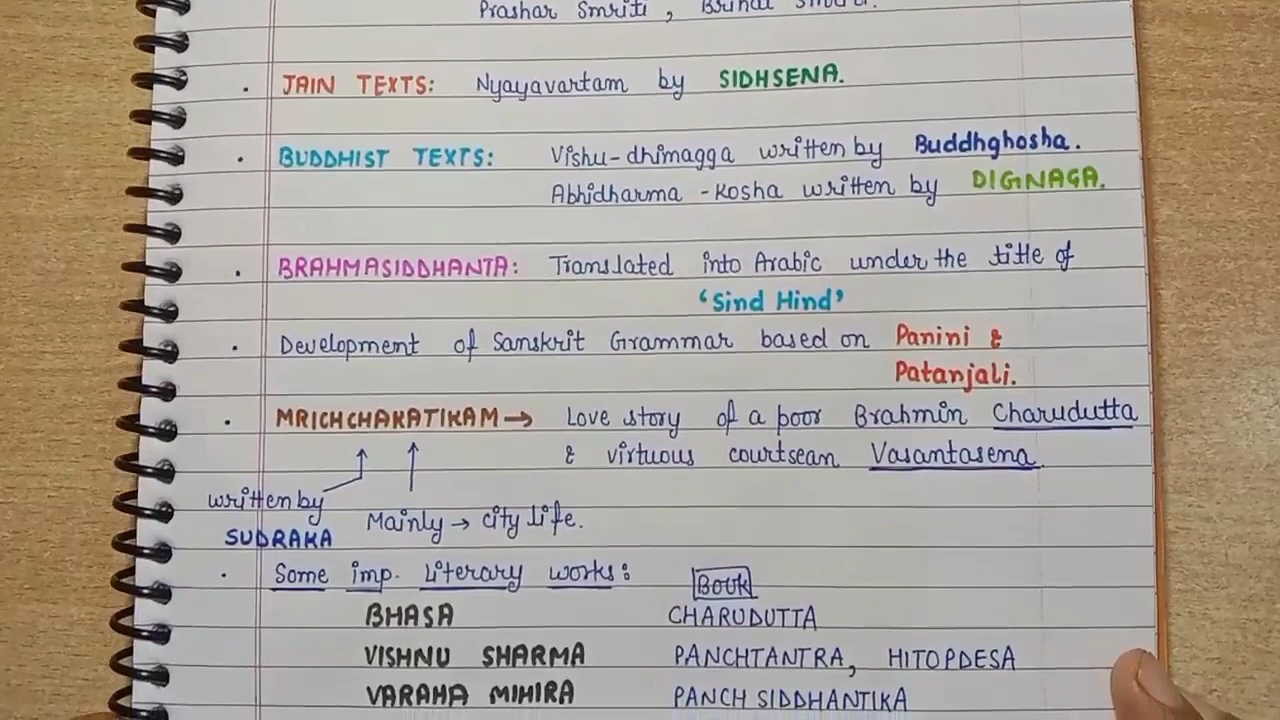 Prashar Smriti,
. JAIN TEXTS: Nyayavartam by SIDHSENA.
. BUDDHIST TEXTS: Vishu-dhimagga written by Buddhghosha.
Abhidharma -Kosha written by DIGNAGA.
. BRAHMASIDDHANTA: Translated into Arabic under the title of
'Sind Hind'
. Development of Sanskrit Grammar based on Panini &
Patanjali.
. MRICHCHAKATIKAM → Love story of a poor Brahmin Charudutta
& virtuous courtsean Vasantasena
written by
SUDRAKA
Mainly → city life.
. Some imp. Literary works: Book
BHASA CHARUDUTTA
VISHNU SHARMA PANCHTANTRA, HITOPDESA
VARAHA MIHIRA PANCH SIDDHANTIKA